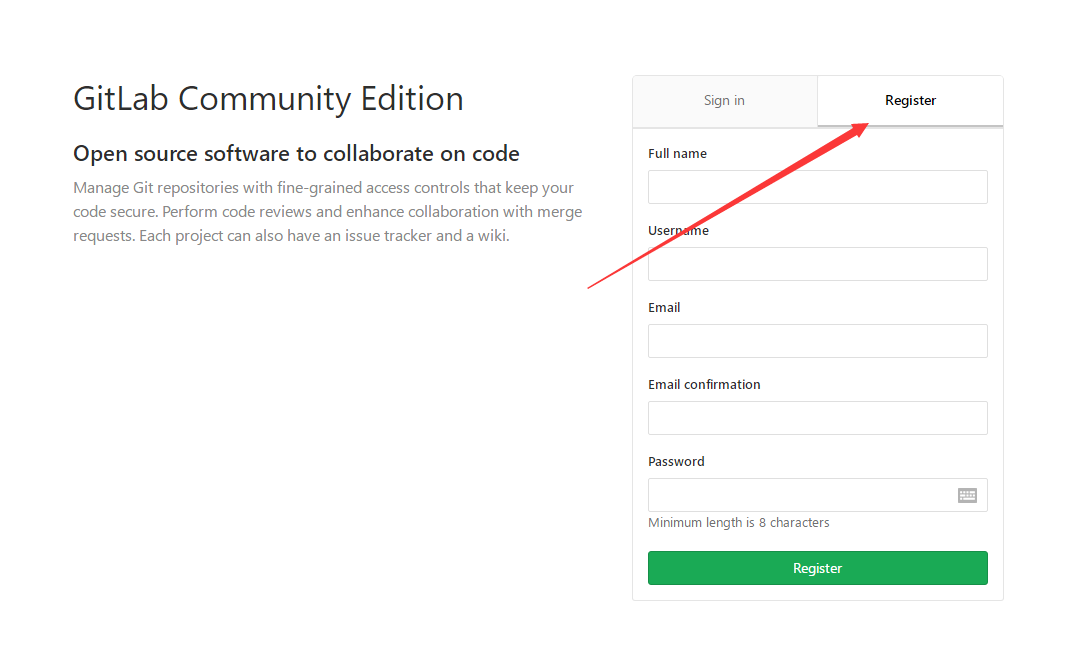 GitLab Community Edition
Open source software to collaborate on code
Manage Git repositories with fine-grained access controls that keep your
code secure. Perform code reviews and enhance collaboration with merge
requests. Each project can also have an issue tracker and a wiki.
Sign in
Register
Full name
Username
Email
Email confirmation
Password
Minimum length is 8 characters
Register